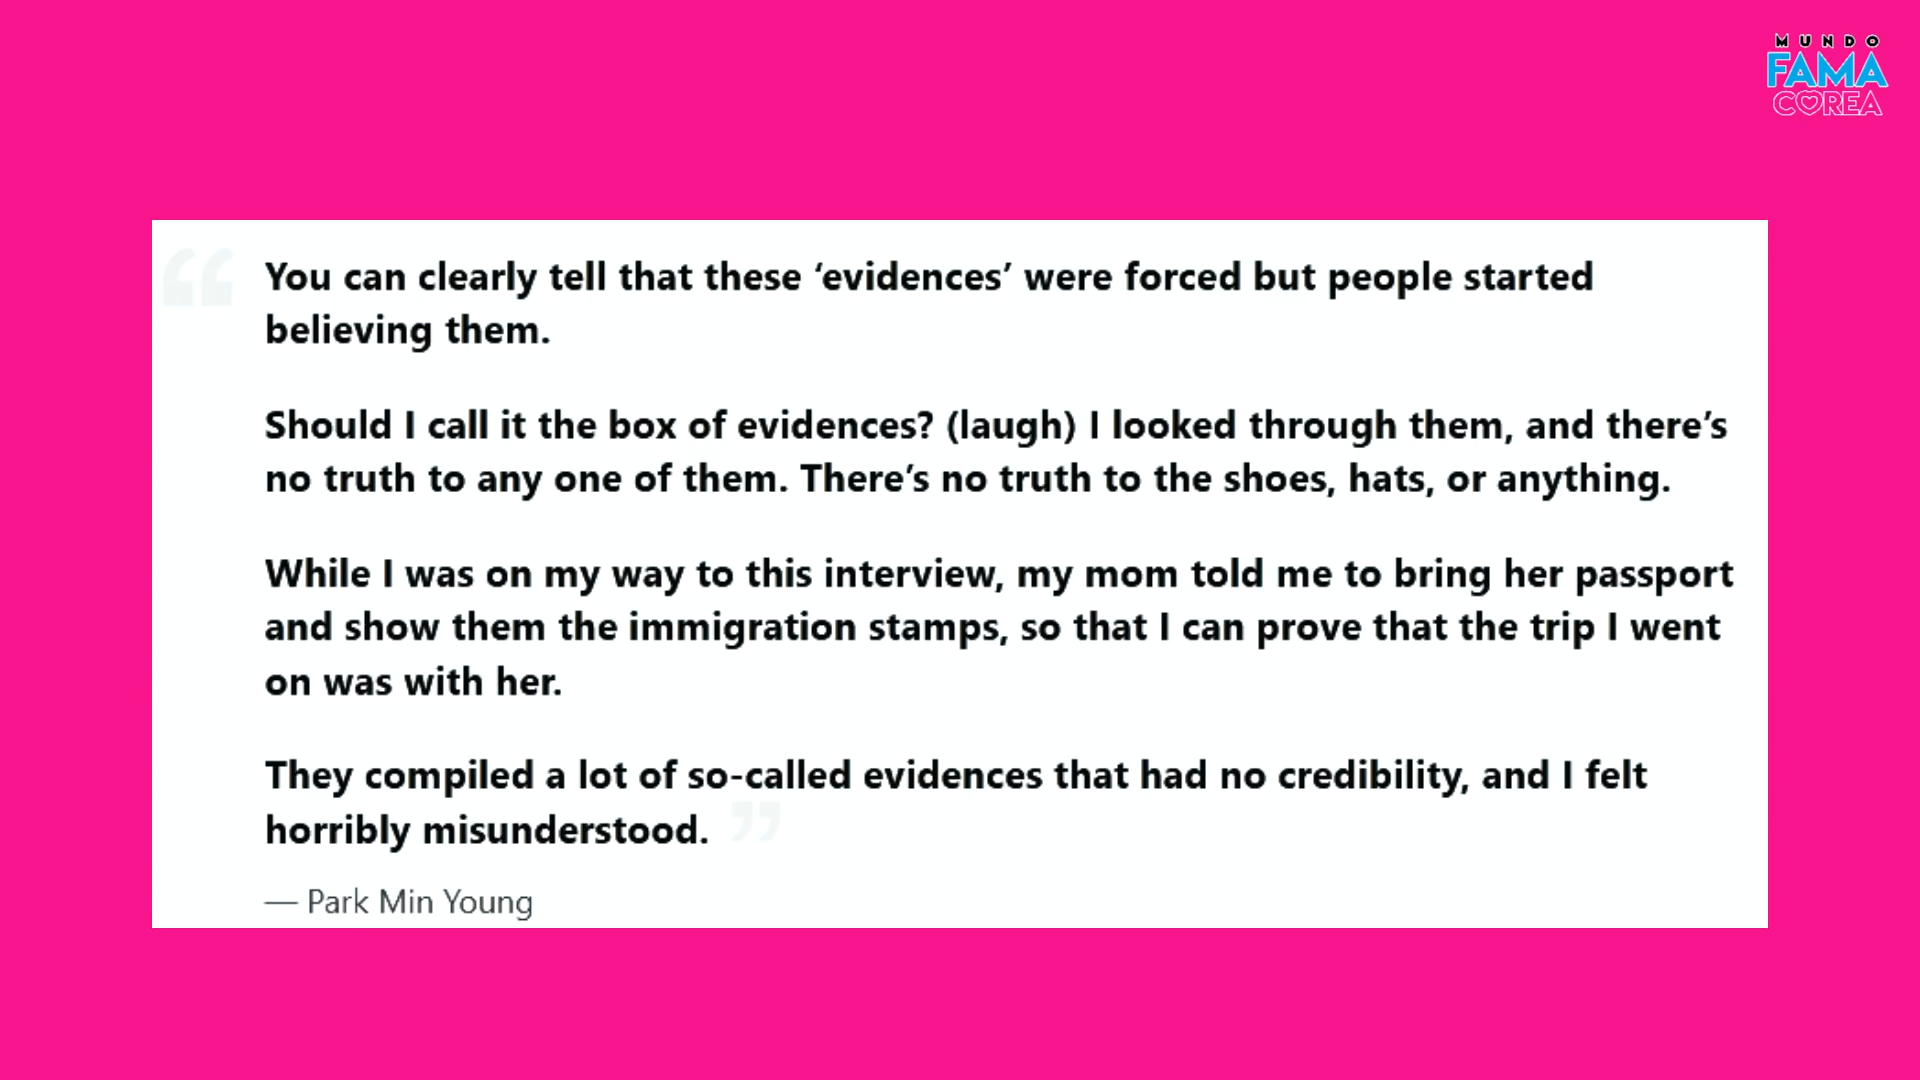 MUNDO
FAMA
COREA
“
You can clearly tell that these ‘evidences’ were forced but people started
believing them.
Should I call it the box of evidences? (laugh) I looked through them, and there’s
no truth to any one of them. There’s no truth to the shoes, hats, or anything.
While I was on my way to this interview, my mom told me to bring her passport
and show them the immigration stamps, so that I can prove that the trip I went
on was with her.
They compiled a lot of so-called evidences that had no credibility, and I felt
horribly misunderstood. ”
— Park Min Young